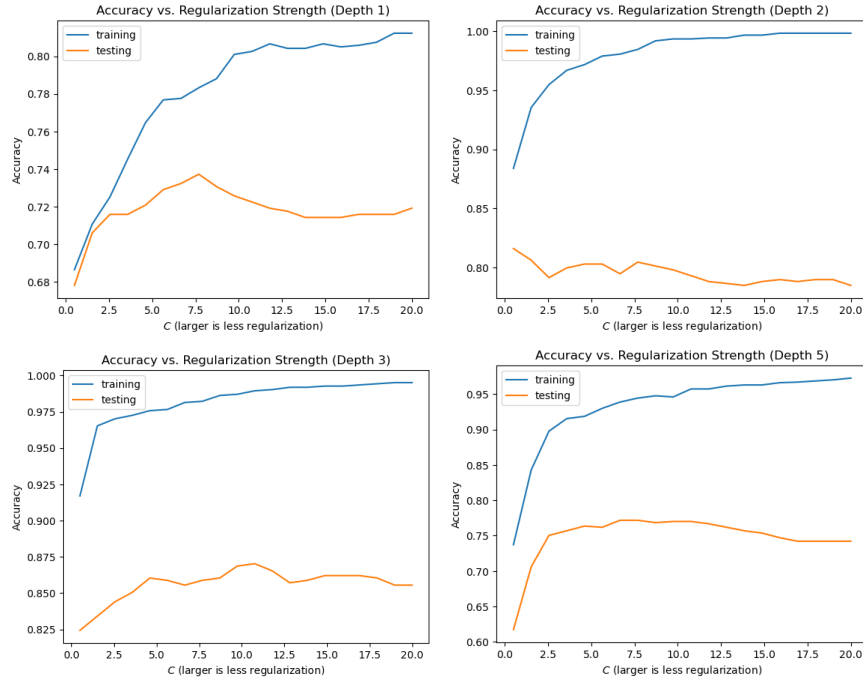 Accuracy vs. Regularization Strength (Depth 1)
training
testing
0.80
0.78
0.76
0.74
0.72
0.70
0.68
Accuracy
0.0 2.5 5.0 7.5 10.0 12.5 15.0 17.5 20.0
C (larger is less regularization)
Accuracy vs. Regularization Strength (Depth 2)
training
testing
1.00
0.95
0.90
0.85
0.80
Accuracy
0.0 2.5 5.0 7.5 10.0 12.5 15.0 17.5 20.0
C (larger is less regularization)
Accuracy vs. Regularization Strength (Depth 3)
training
testing
1.000
0.975
0.950
0.925
0.900
0.875
0.850
0.825
Accuracy
0.0 2.5 5.0 7.5 10.0 12.5 15.0 17.5 20.0
C (larger is less regularization)
Accuracy vs. Regularization Strength (Depth 5)
training
testing
0.95
0.90
0.85
0.80
0.75
0.70
0.65
0.60
Accuracy
0.0 2.5 5.0 7.5 10.0 12.5 15.0 17.5 20.0
C (larger is less regularization)